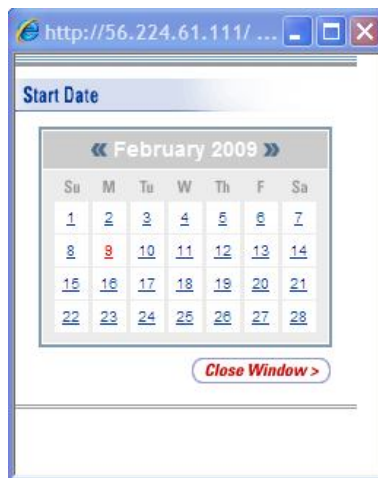 http://56.224.61.111/ ...
Start Date
« February 2009 »
Su M Tu W Th F Sa
1 2 3 4 5 6 7
8 9 10 11 12 13 14
15 16 17 18 19 20 21
22 23 24 25 26 27 28
Close Window >